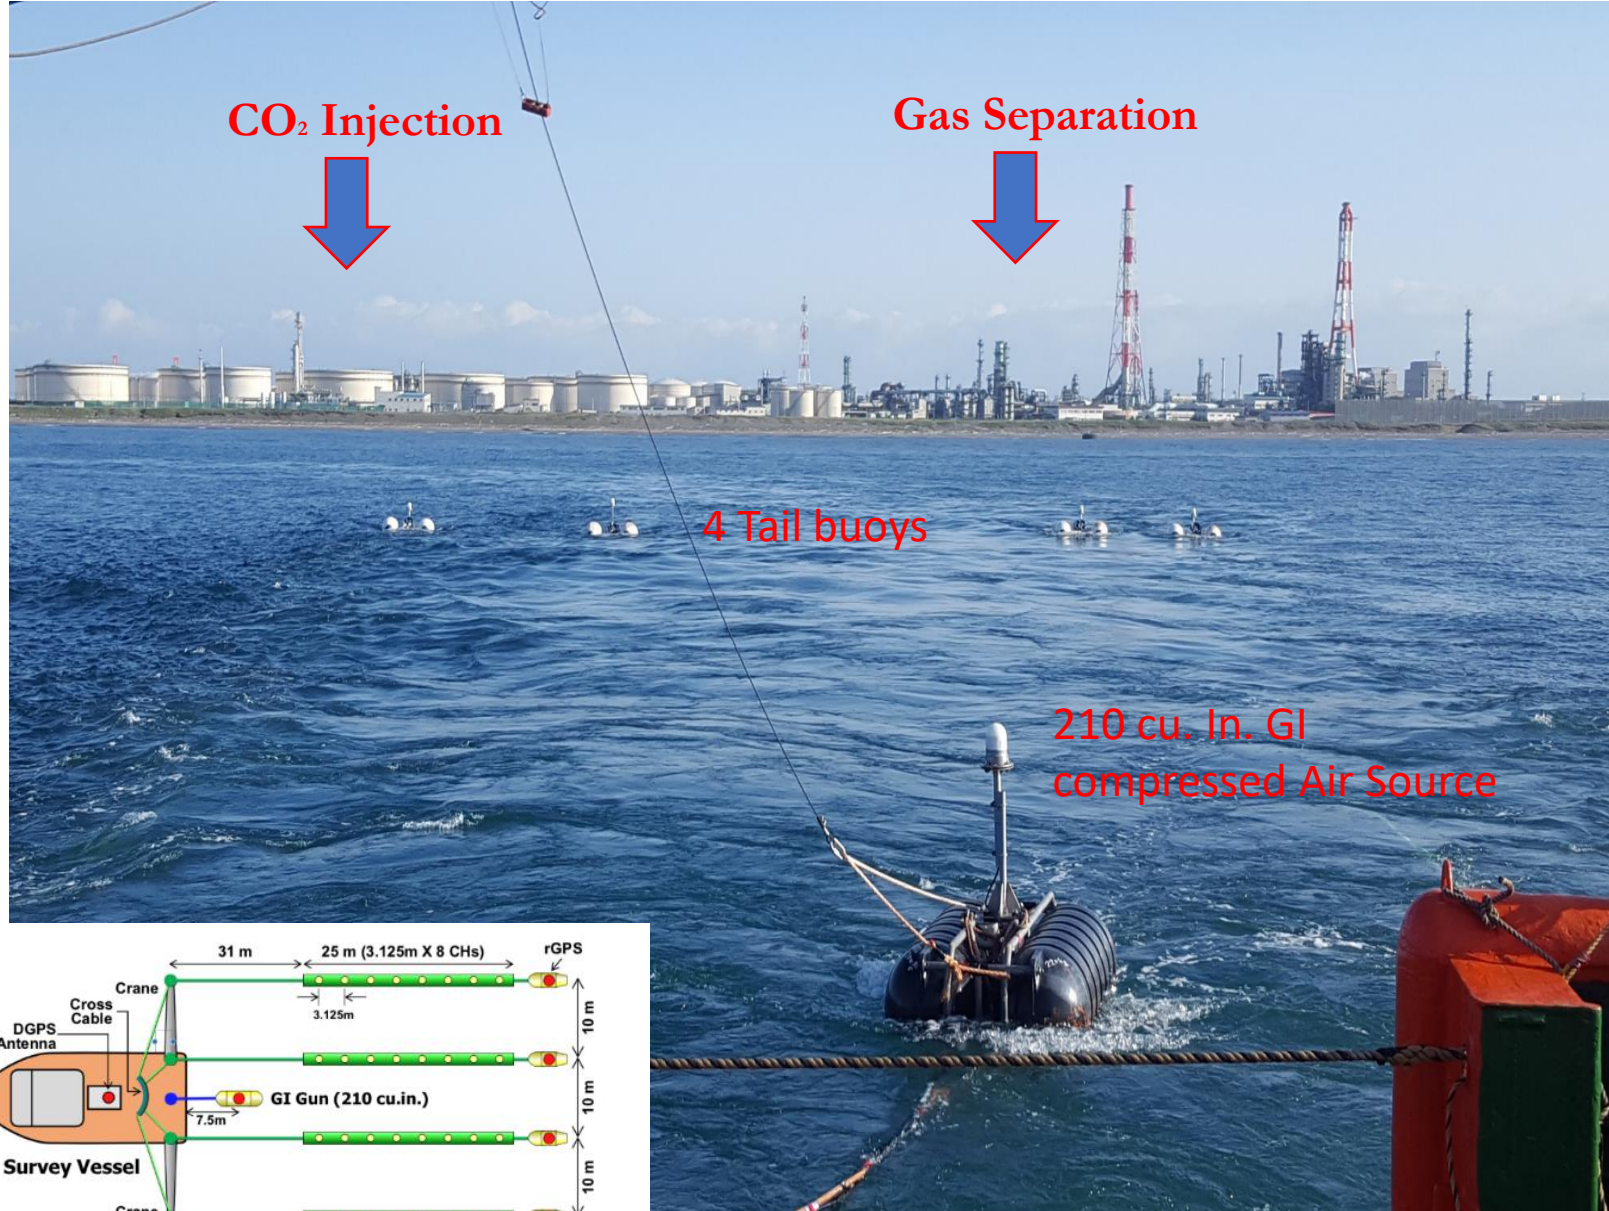 CO₂ Injection
Gas Separation
4 Tail buoys
210 cu. In. GI
compressed Air Source
31 m
25 m (3.125m X 8 CHs)
rGPS
Crane
3.125m
Cross
Cable
DGPS
Antenna
10 m
10 m
10 m
GI Gun (210 cu.in.)
7.5m
Survey Vessel
Crane